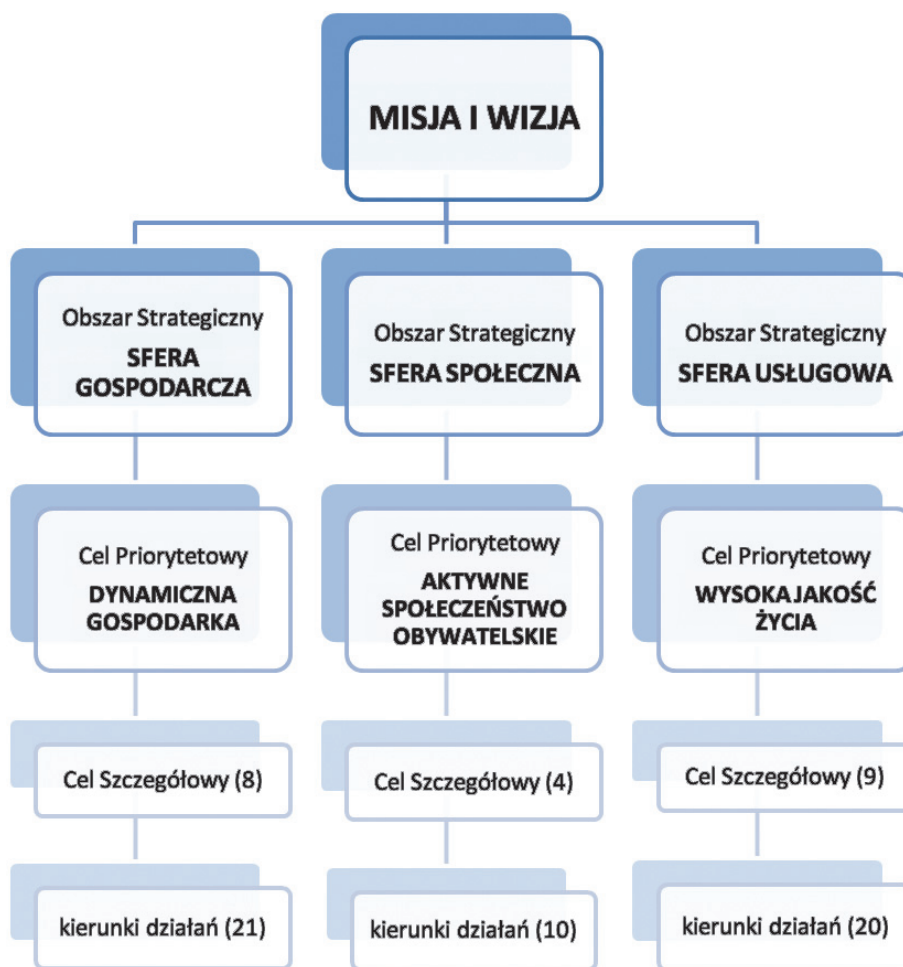 MISJA I WIZJA
Obszar Strategiczny
SFERA
GOSPODARCZA
Obszar Strategiczny
SFERA SPOŁECZNA
Obszar Strategiczny
SFERA USŁUGOWA
Cel Priorytetowy
DYNAMICZNA
GOSPODARKA
Cel Priorytetowy
AKTYWNE
SPOŁECZEŃSTWO
OBYWATELSKIE
Cel Priorytetowy
WYSOKA JAKOŚĆ
ŻYCIA
Cel Szczegółowy (8)
Cel Szczegółowy (4)
Cel Szczegółowy (9)
kierunki działań (21)
kierunki działań (10)
kierunki działań (20)